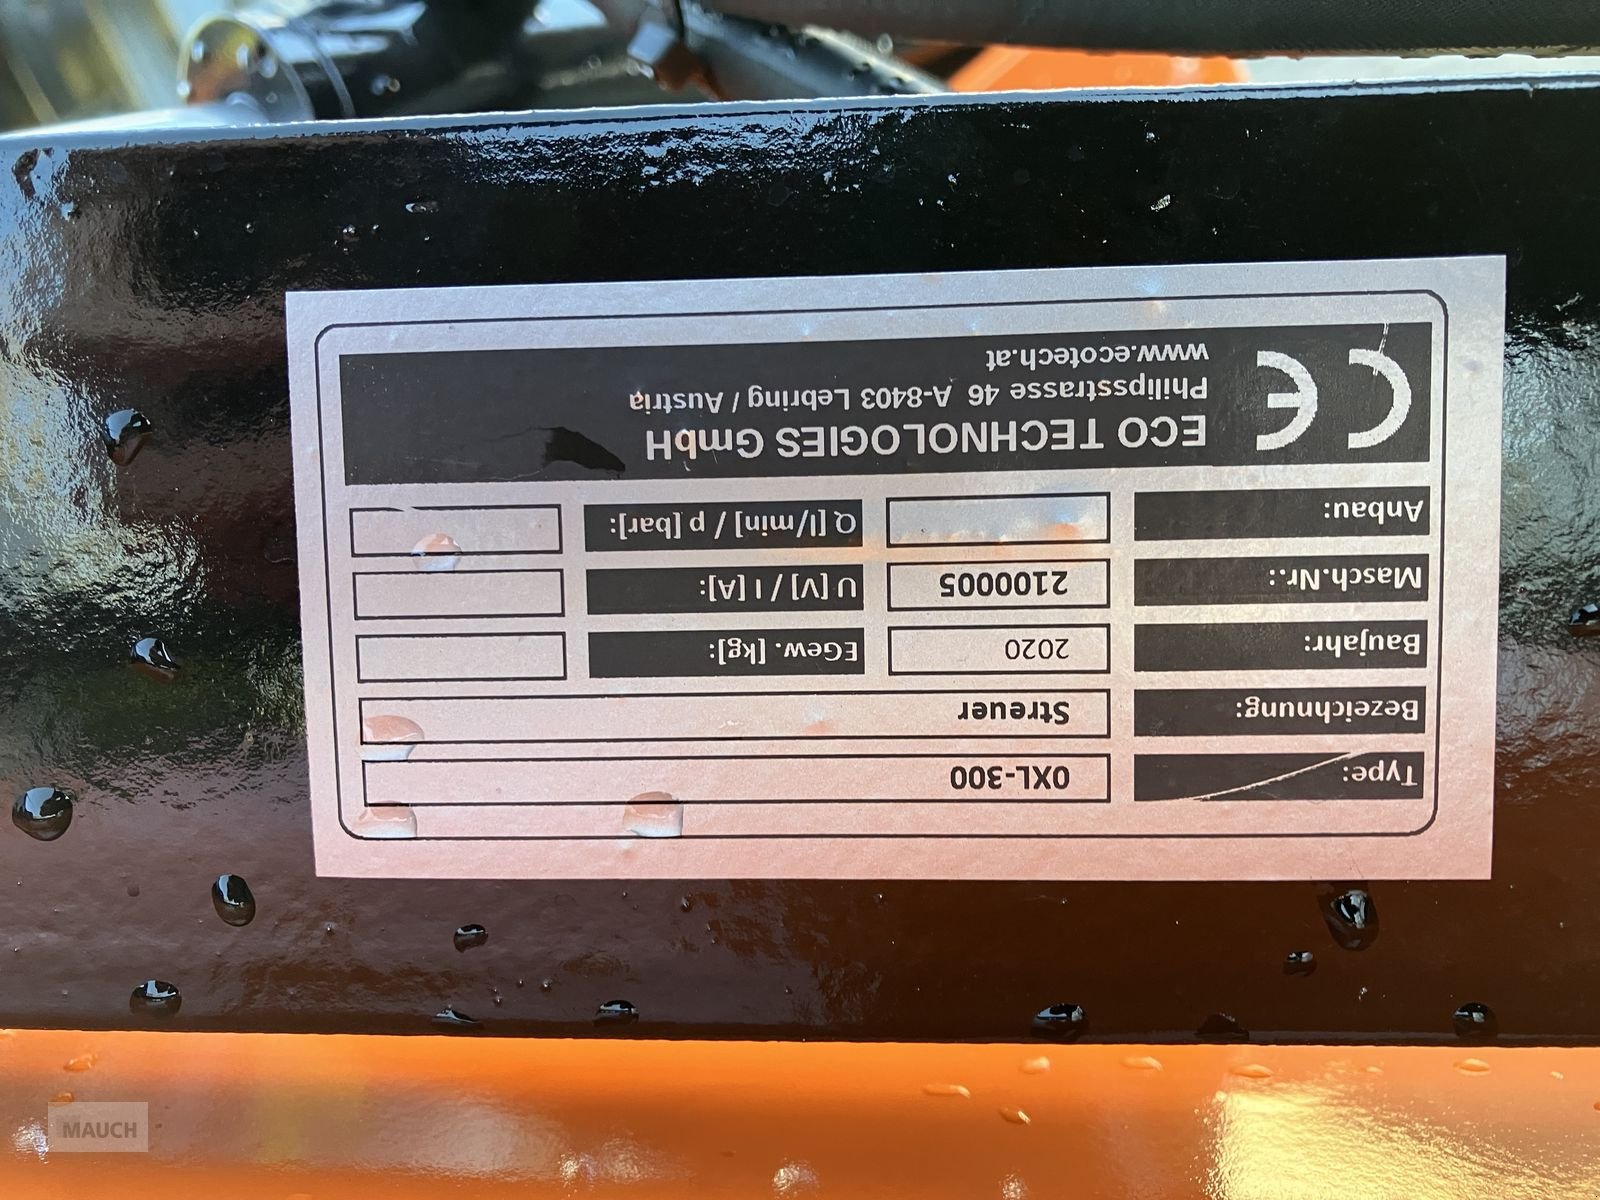 Type: 0XL-300
Bezeichnung: Streuer
Baujahr: 2020 EGew. [kg]:
Masch.Nr.: 2100005 U [V] / I [A]:
Anbau: Q [l/min] / p [bar]:
CE
ECO TECHNOLOGIES GmbH
Philipsstrasse 46 A-8403 Lebring / Austria
www.ecotech.at
MAUCH